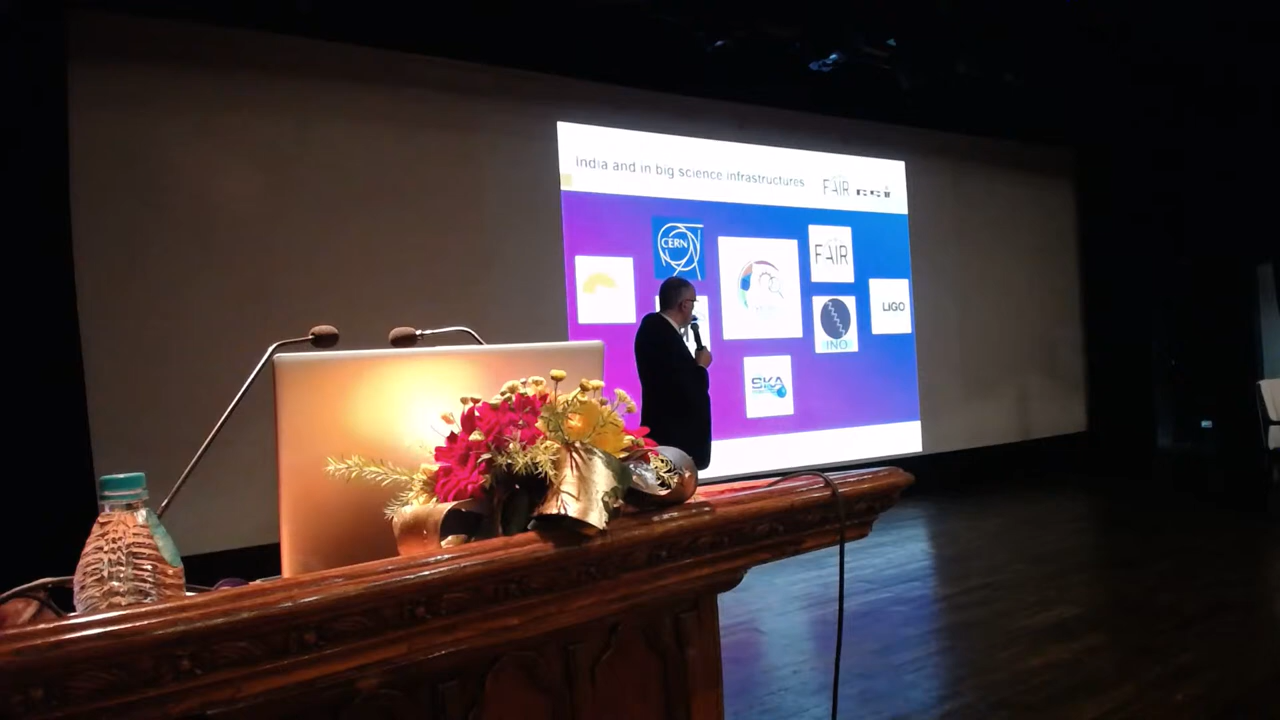 India and in big science infrastructures
FAIR
CERN
FAIR
LIGO
INO
SKA